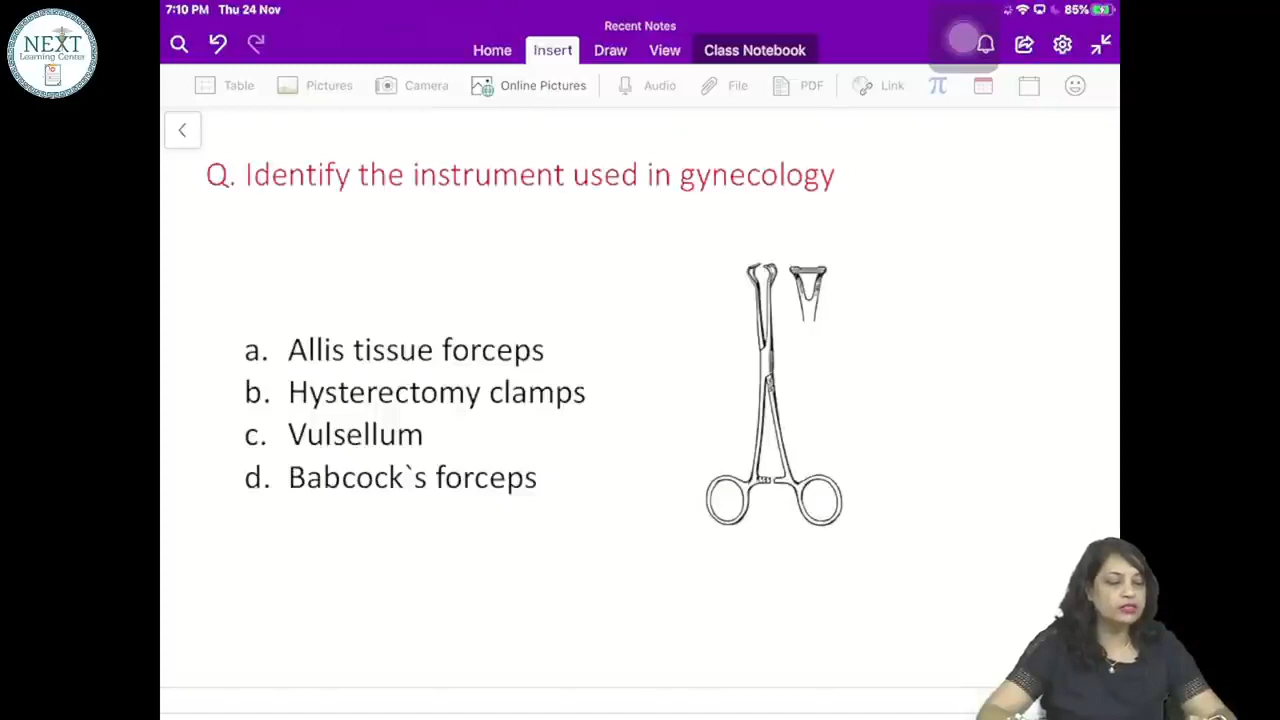 7:10 PM Thu 24 Nov
85%
NEXT
Learning Center
Recent Notes
Home Insert Draw View Class Notebook
Table Pictures Camera Online Pictures Audio File PDF Link π
Q. Identify the instrument used in gynecology
a. Allis tissue forceps
b. Hysterectomy clamps
c. Vulsellum
d. Babcock`s forceps